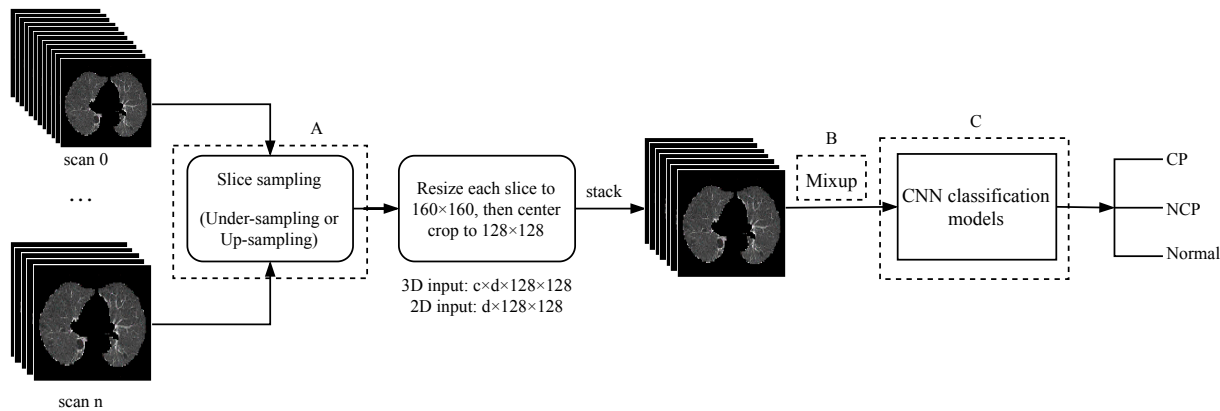 scan 0
...
scan n
A
Slice sampling
(Under-sampling or
Up-sampling)
Resize each slice to
160×160, then center
crop to 128×128
3D input: c×d×128×128
2D input: d×128×128
stack
B
Mixup
C
CNN classification
models
CP
NCP
Normal